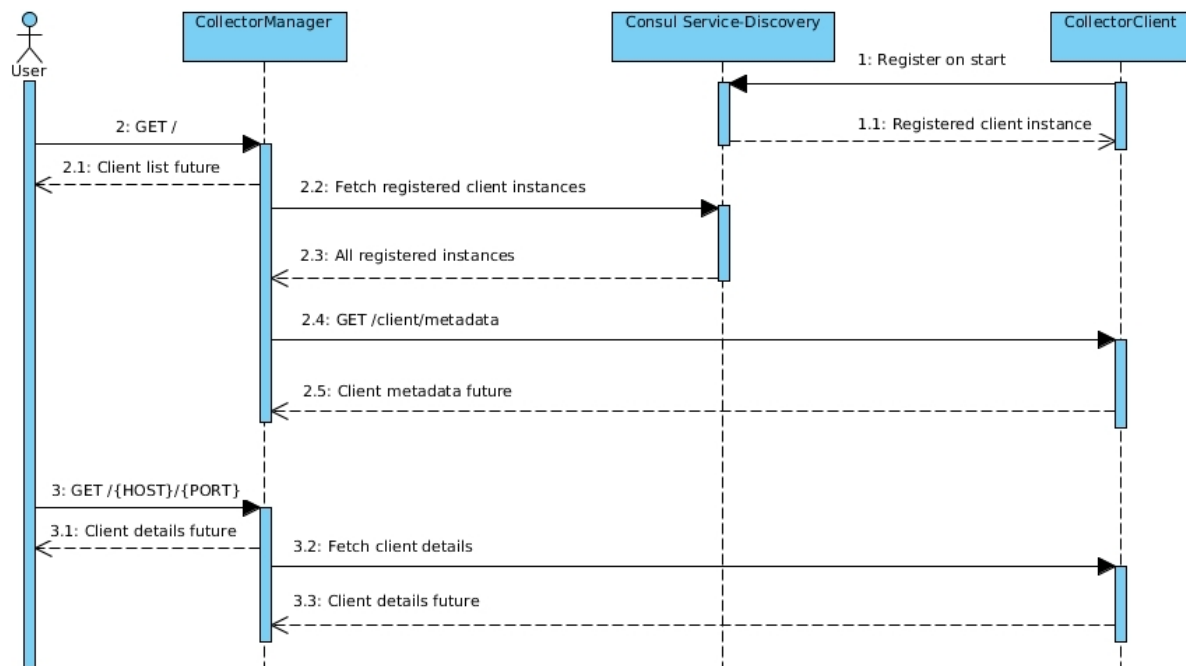 CollectorManager
Consul Service-Discovery
CollectorClient
User
1: Register on start
1.1: Registered client instance
2: GET /
2.1: Client list future
2.2: Fetch registered client instances
2.3: All registered instances
2.4: GET /client/metadata
2.5: Client metadada future
3: GET /{HOST}/{PORT}
3.1: Client details future
3.2: Fetch client details
3.3: Client details future